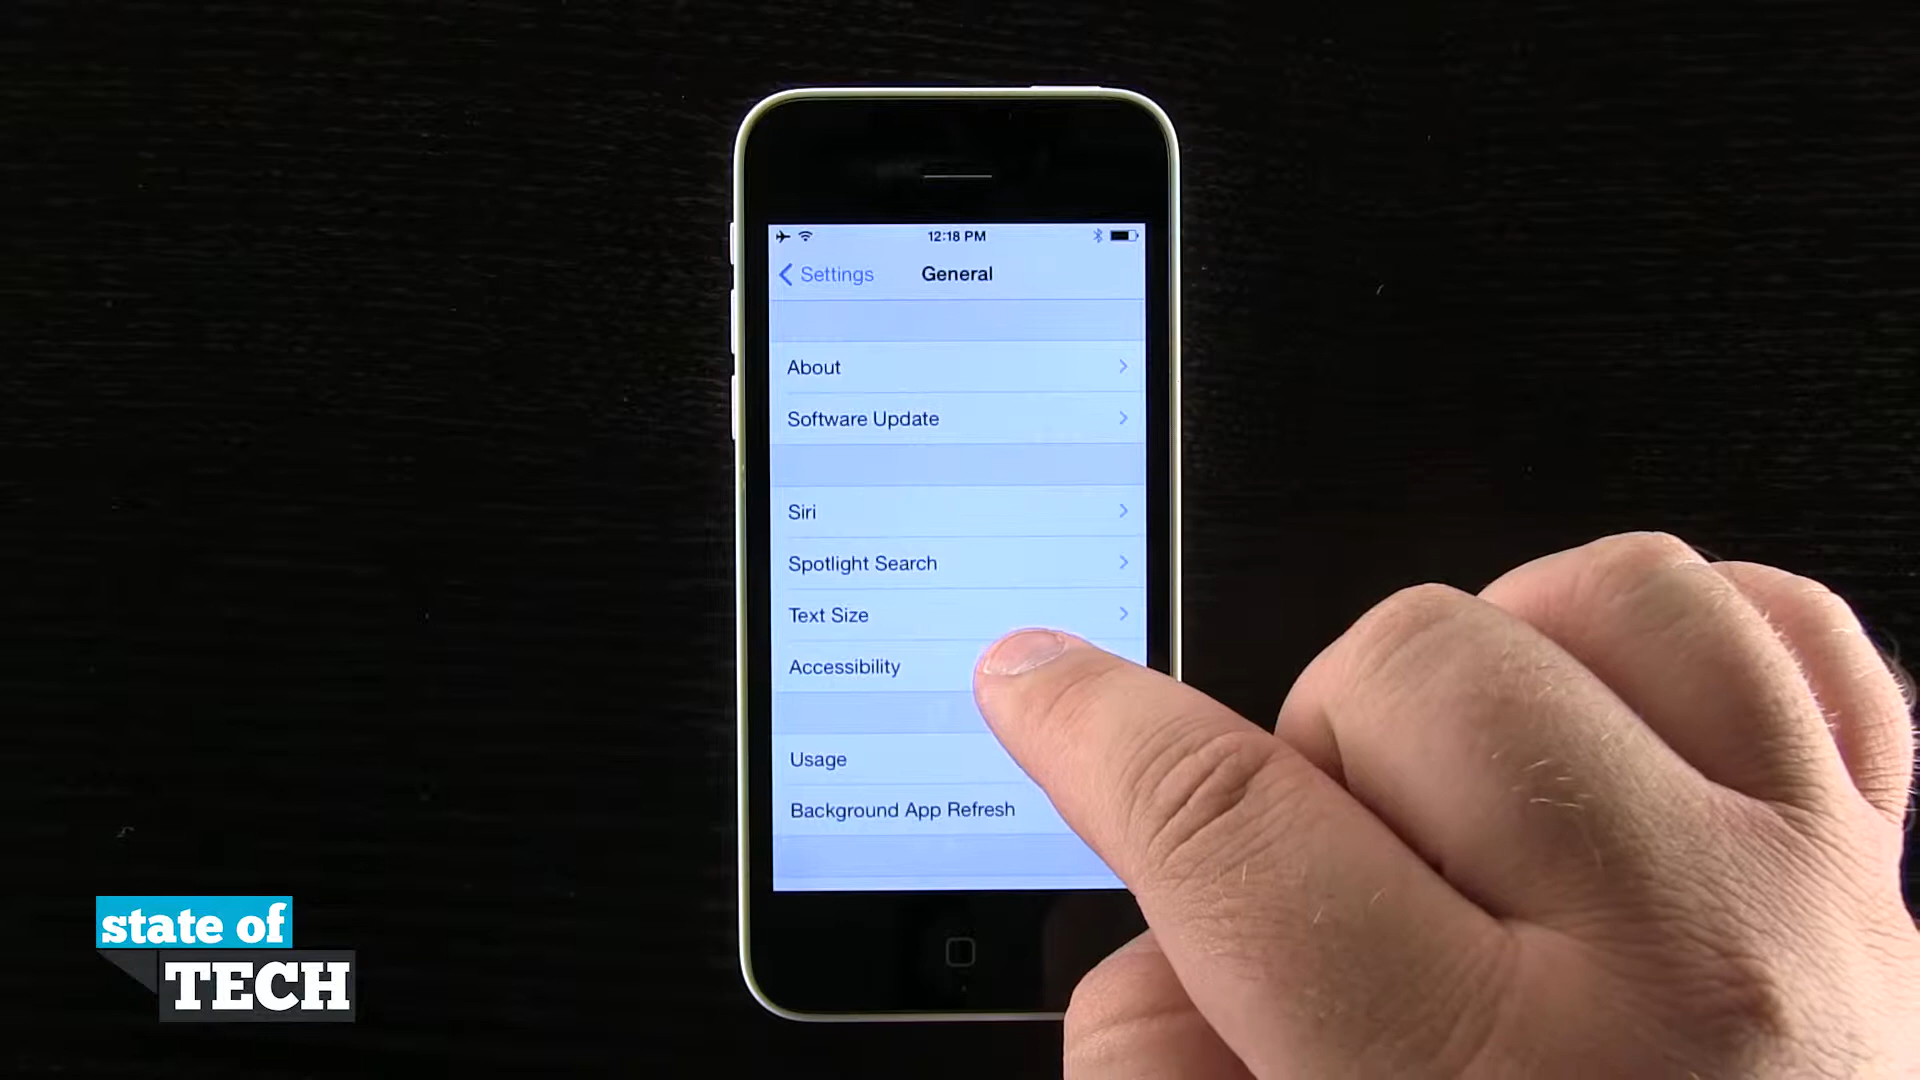 12:18 PM
Settings
General
About
Software Update
Siri
Spotlight Search
Text Size
Accessibility
Usage
Background App Refresh
state of
TECH